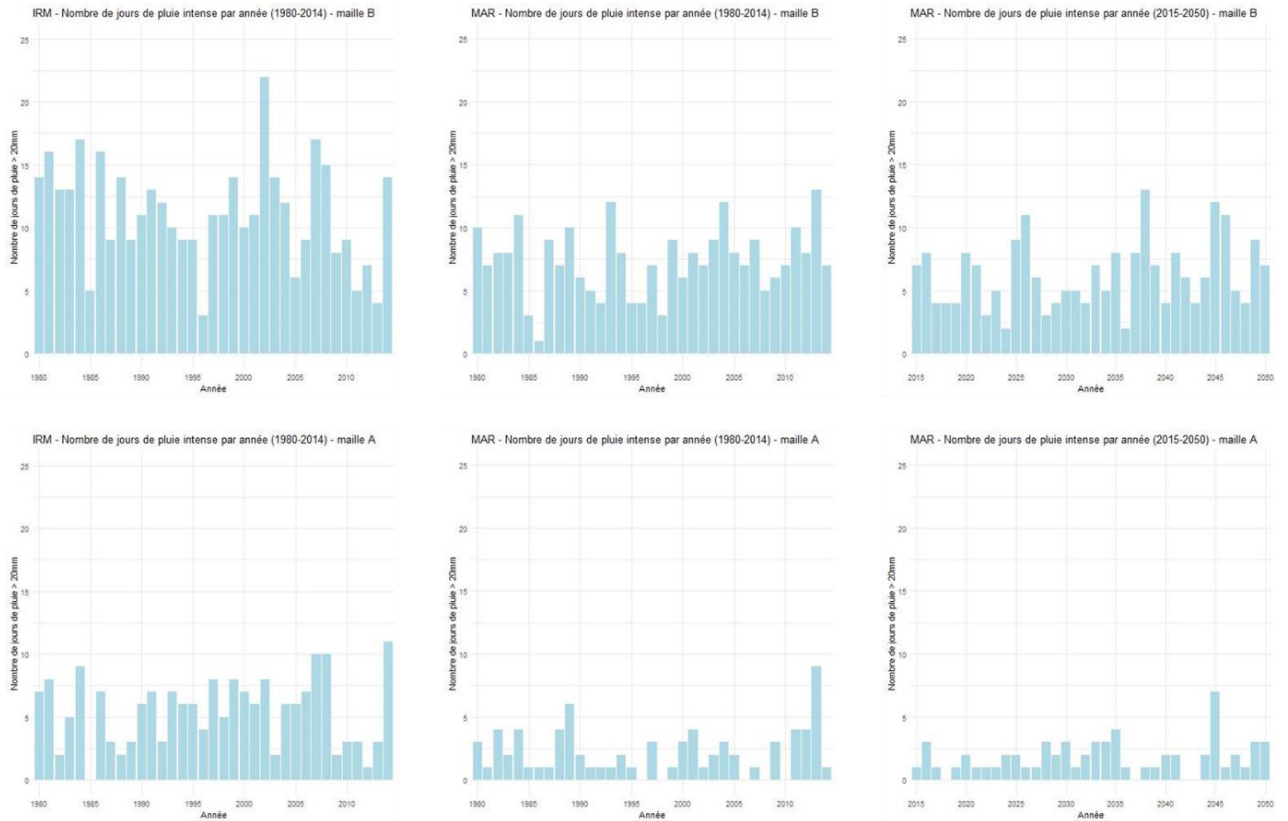 IRM - Nombre de jours de pluie intense par année (1980-2014) - maille B
25
20
15
10
5
0
Nombre de jours de pluie > 20mm
1980 1985 1990 1995 2000 2005 2010
Année
MAR - Nombre de jours de pluie intense par année (1980-2014) - maille B
25
20
15
10
5
0
Nombre de jours de pluie > 20mm
1980 1985 1990 1995 2000 2005 2010
Année
MAR - Nombre de jours de pluie intense par année (2015-2050) - maille B
25
20
15
10
5
0
Nombre de jours de pluie > 20mm
2015 2020 2025 2030 2035 2040 2045 2050
Année
IRM - Nombre de jours de pluie intense par année (1980-2014) - maille A
25
20
15
10
5
0
Nombre de jours de pluie > 20mm
1980 1985 1990 1995 2000 2005 2010
Année
MAR - Nombre de jours de pluie intense par année (1980-2014) - maille A
25
20
15
10
5
0
Nombre de jours de pluie > 20mm
1980 1985 1990 1995 2000 2005 2010
Année
MAR - Nombre de jours de pluie intense par année (2015-2050) - maille A
25
20
15
10
5
0
Nombre de jours de pluie > 20mm
2015 2020 2025 2030 2035 2040 2045 2050
Année